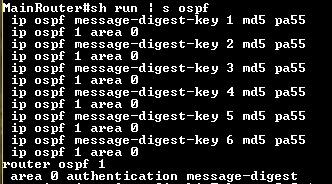 MainRouter#sh run | s ospf
ip ospf message-digest-key 1 md5 pa55
ip ospf 1 area 0
ip ospf message-digest-key 2 md5 pa55
ip ospf 1 area 0
ip ospf message-digest-key 3 md5 pa55
ip ospf 1 area 0
ip ospf message-digest-key 4 md5 pa55
ip ospf 1 area 0
ip ospf message-digest-key 5 md5 pa55
ip ospf 1 area 0
ip ospf message-digest-key 6 md5 pa55
ip ospf 1 area 0
router ospf 1
area 0 authentication message-digest